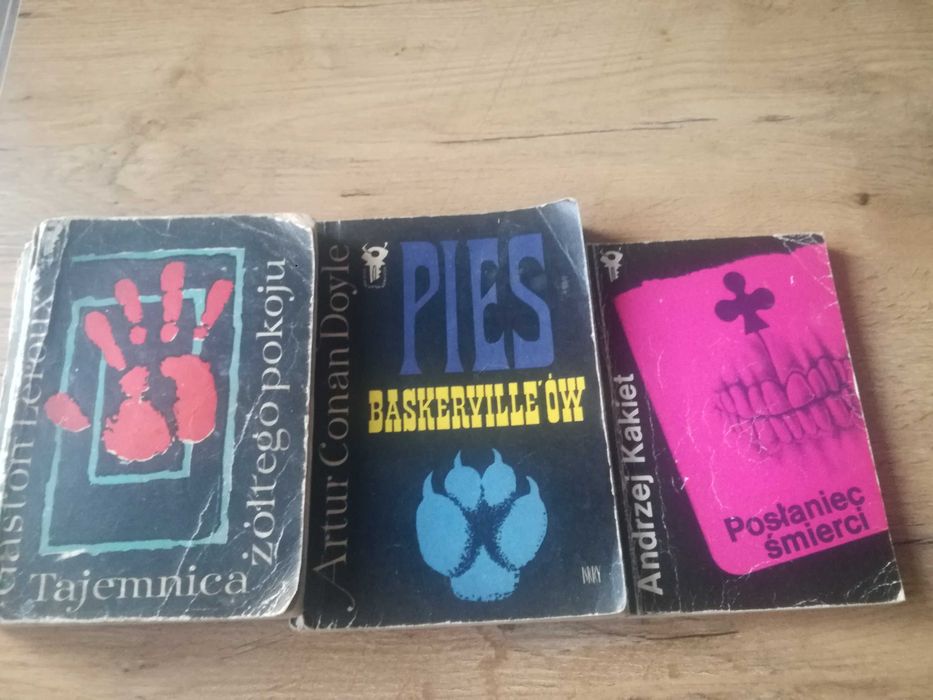 Gaston Leroux
Tajemnica
żółtego pokoju
Artur Conan Doyle
PIES
BASKERVILLE'ÓW
Andrzej Kakiet
Posłaniec
śmierci